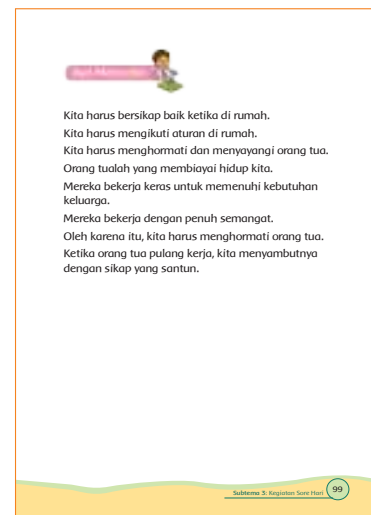 Kita harus bersikap baik ketika di rumah.
Kita harus mengikuti aturan di rumah.
Kita harus menghormati dan menyayangi orang tua.
Orang tualah yang membiayai hidup kita.
Mereka bekerja keras untuk memenuhi kebutuhan
keluarga.
Mereka bekerja dengan penuh semangat.
Oleh karena itu, kita harus menghormati orang tua.
Ketika orang tua pulang kerja, kita menyambutnya
dengan sikap yang santun.
Subtema 3: Kegiatan Sore Hari 99